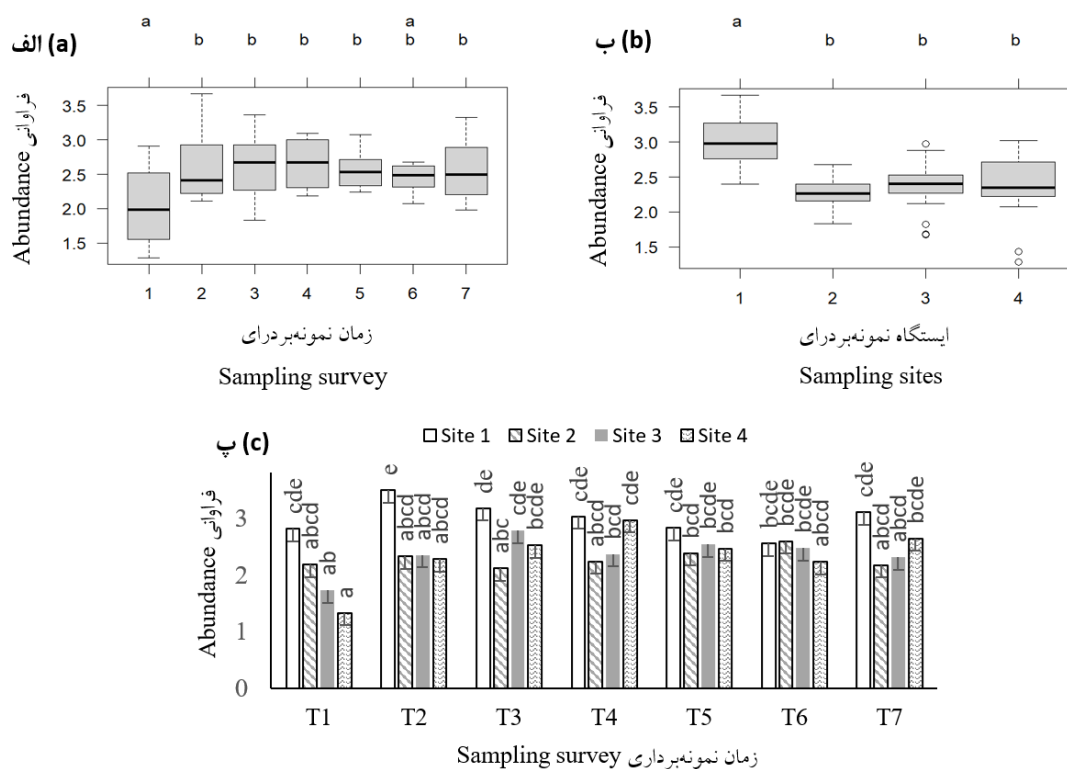 الف (a)
a a
b b b b b b
فراوانی Abundance
3.5
3.0
2.5
2.0
1.5
1 2 3 4 5 6 7
زمان نمونه‌بردرای
Sampling survey
ب (b)
a
b b b
فراوانی Abundance
3.5
3.0
2.5
2.0
1.5
1 2 3 4
ایستگاه نمونه‌بردرای
Sampling sites
پ (c)
Site 1 Site 2 Site 3 Site 4
فراوانی Abundance
3
2
1
0
cde abcd ab a
e abcd abcd abcd
de abc cde bcde
cde abcd bcde cde
cde bcd bcde bcde
bcde bcde bcde abcd
cde abcd abcd bcde
T1 T2 T3 T4 T5 T6 T7
زمان نمونه‌برداری Sampling survey